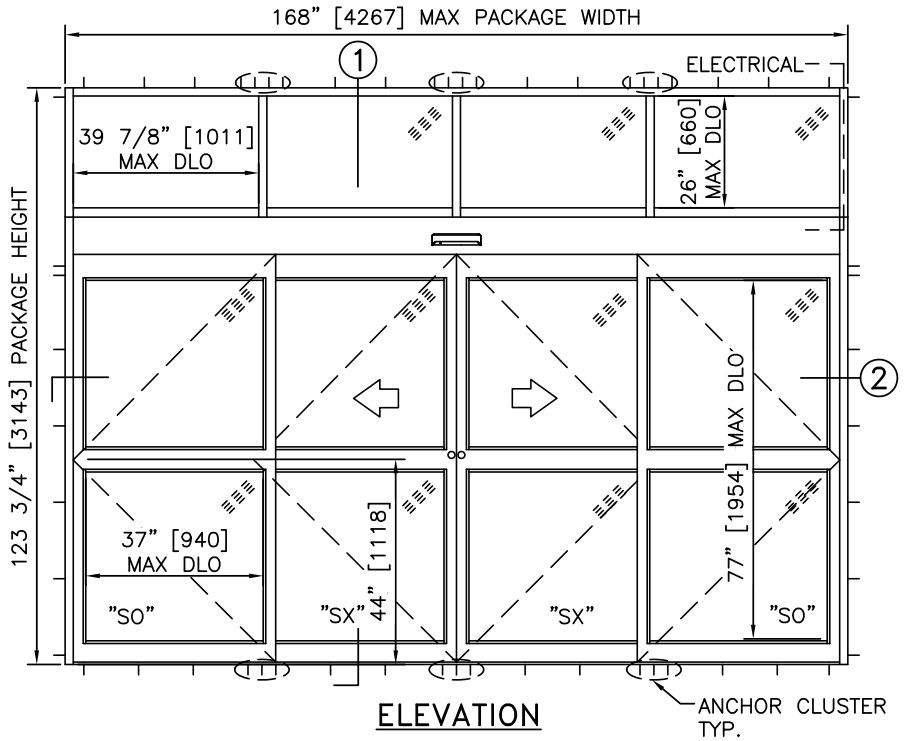 168” [4267] MAX PACKAGE WIDTH
1
ELECTRICAL
39 7/8” [1011]
MAX DLO
26” [660]
MAX DLO
123 3/4” [3143] PACKAGE HEIGHT
2
77” [1954] MAX DLO
37” [940]
MAX DLO
44” [1118]
”SO”
”SX”
”SX”
”SO”
ELEVATION
ANCHOR CLUSTER
TYP.